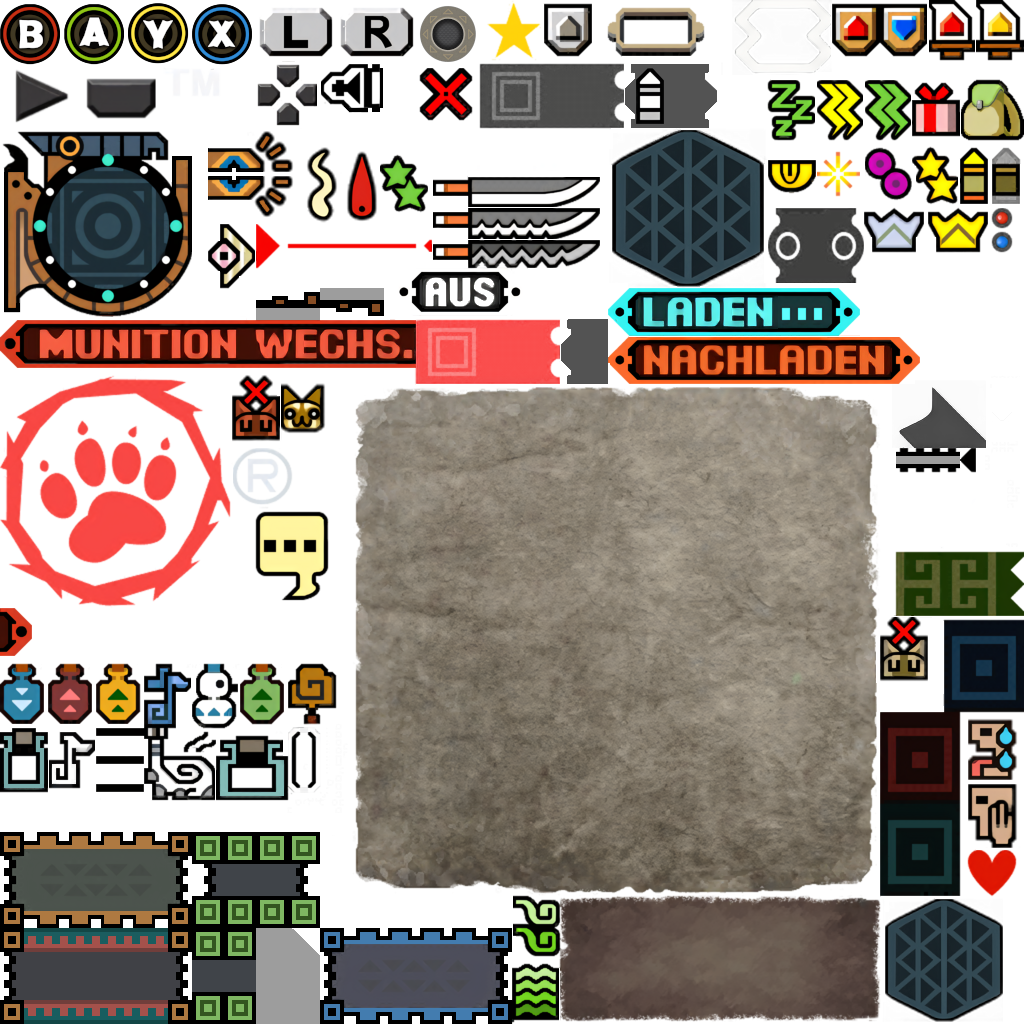 B A Y X L R
TM
AUS
LADEN...
MUNITION WECHS.
NACHLADEN
®